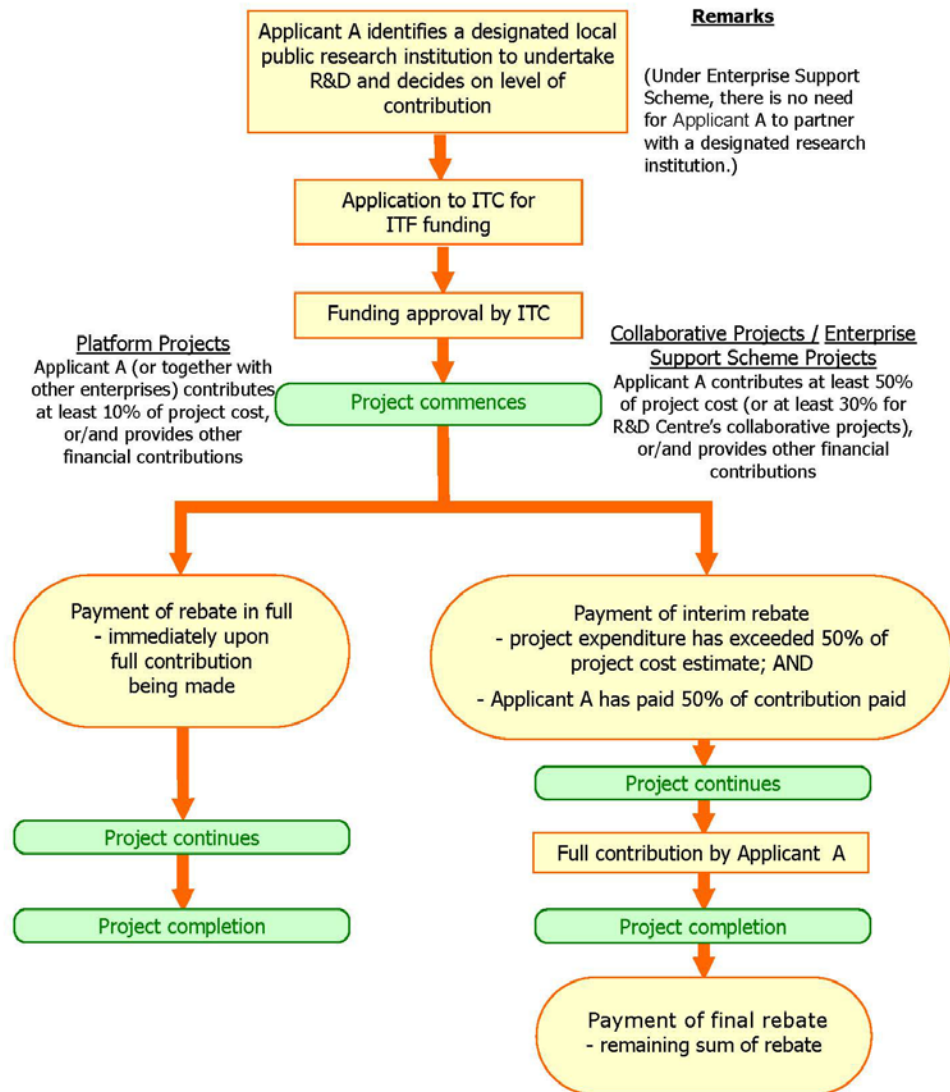 Applicant A identifies a designated local
public research institution to undertake
R&D and decides on level of
contribution
Remarks
(Under Enterprise Support
Scheme, there is no need
for Applicant A to partner
with a designated research
institution.)
Application to ITC for
ITF funding
Funding approval by ITC
Platform Projects
Applicant A (or together with
other enterprises) contributes
at least 10% of project cost,
or/and provides other
financial contributions
Project commences
Collaborative Projects / Enterprise
Support Scheme Projects
Applicant A contributes at least 50%
of project cost (or at least 30% for
R&D Centre's collaborative projects),
or/and provides other financial
contributions
Payment of rebate in full
- immediately upon
full contribution
being made
Project continues
Project completion
Payment of interim rebate
- project expenditure has exceeded 50% of
project cost estimate; AND
- Applicant A has paid 50% of contribution paid
Project continues
Full contribution by Applicant A
Project completion
Payment of final rebate
- remaining sum of rebate